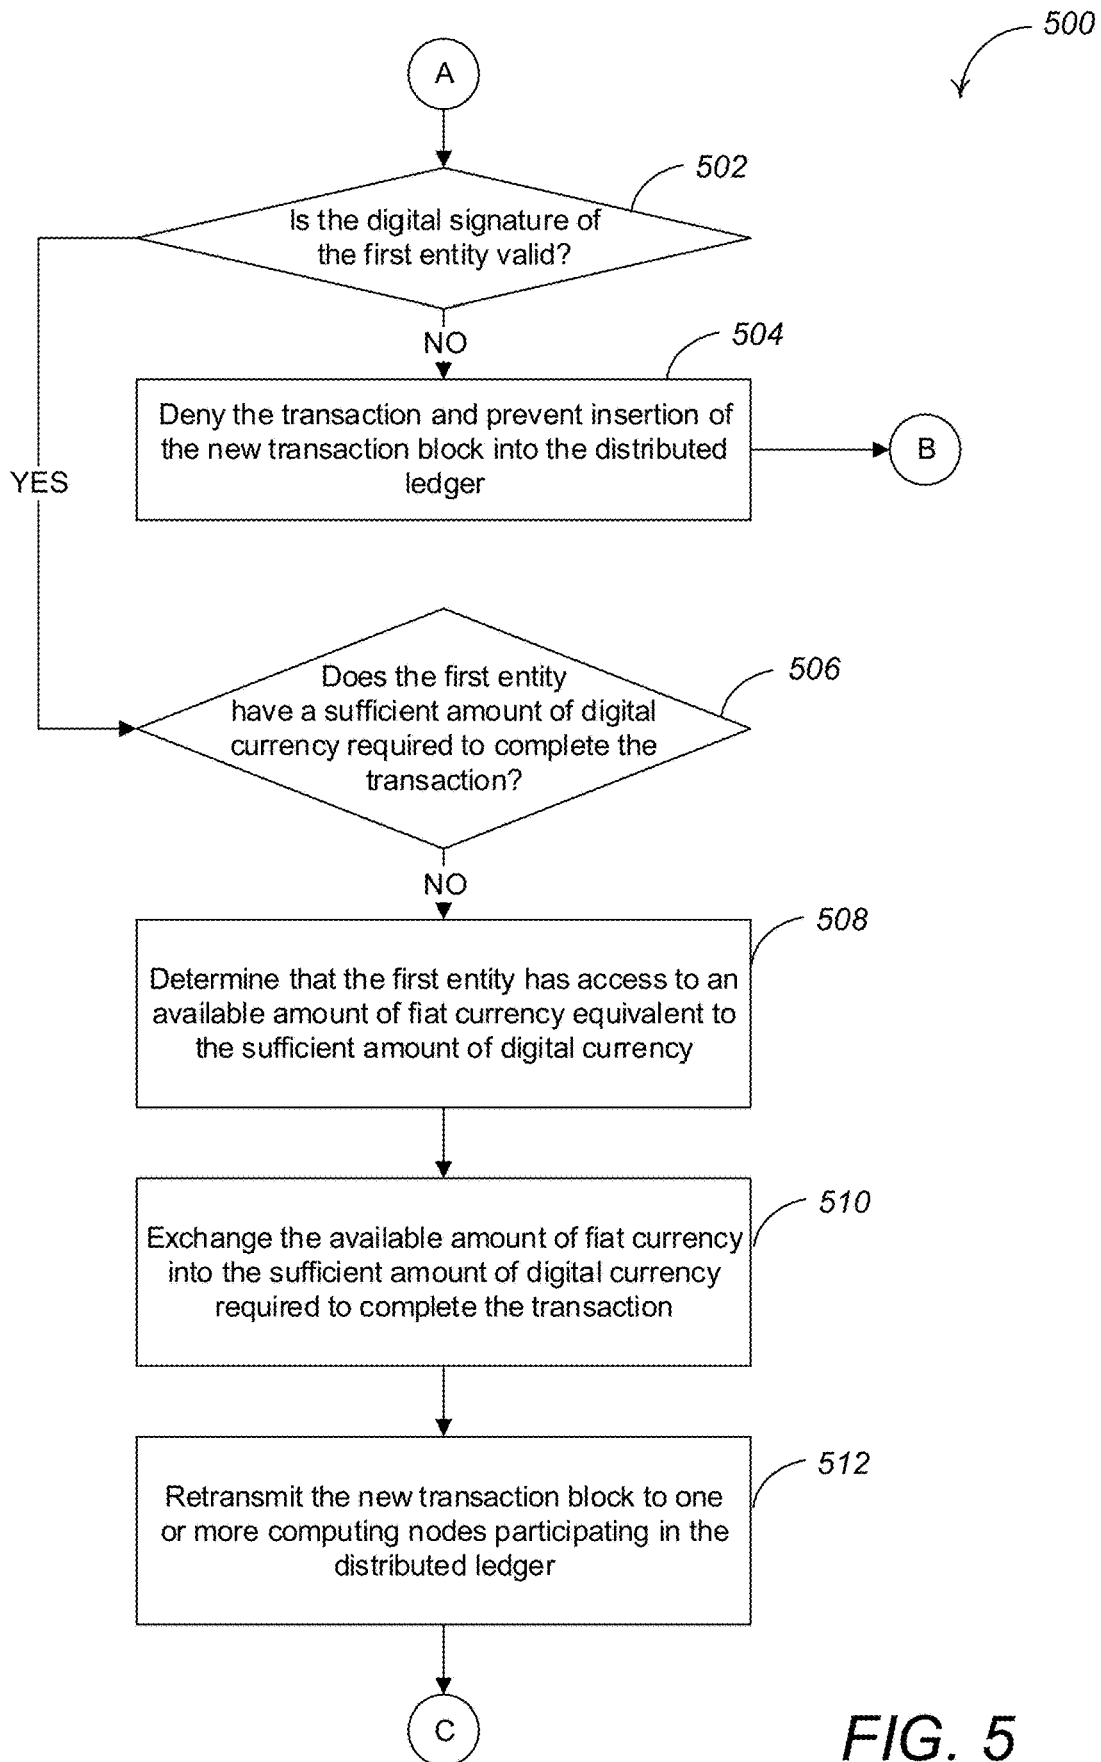 500
A
502
Is the digital signature of
the first entity valid?
NO
504
Deny the transaction and prevent insertion of
the new transaction block into the distributed
ledger
B
YES
506
Does the first entity
have a sufficient amount of digital
currency required to complete the
transaction?
NO
508
Determine that the first entity has access to an
available amount of fiat currency equivalent to
the sufficient amount of digital currency
510
Exchange the available amount of fiat currency
into the sufficient amount of digital currency
required to complete the transaction
512
Retransmit the new transaction block to one
or more computing nodes participating in the
distributed ledger
C
FIG. 5